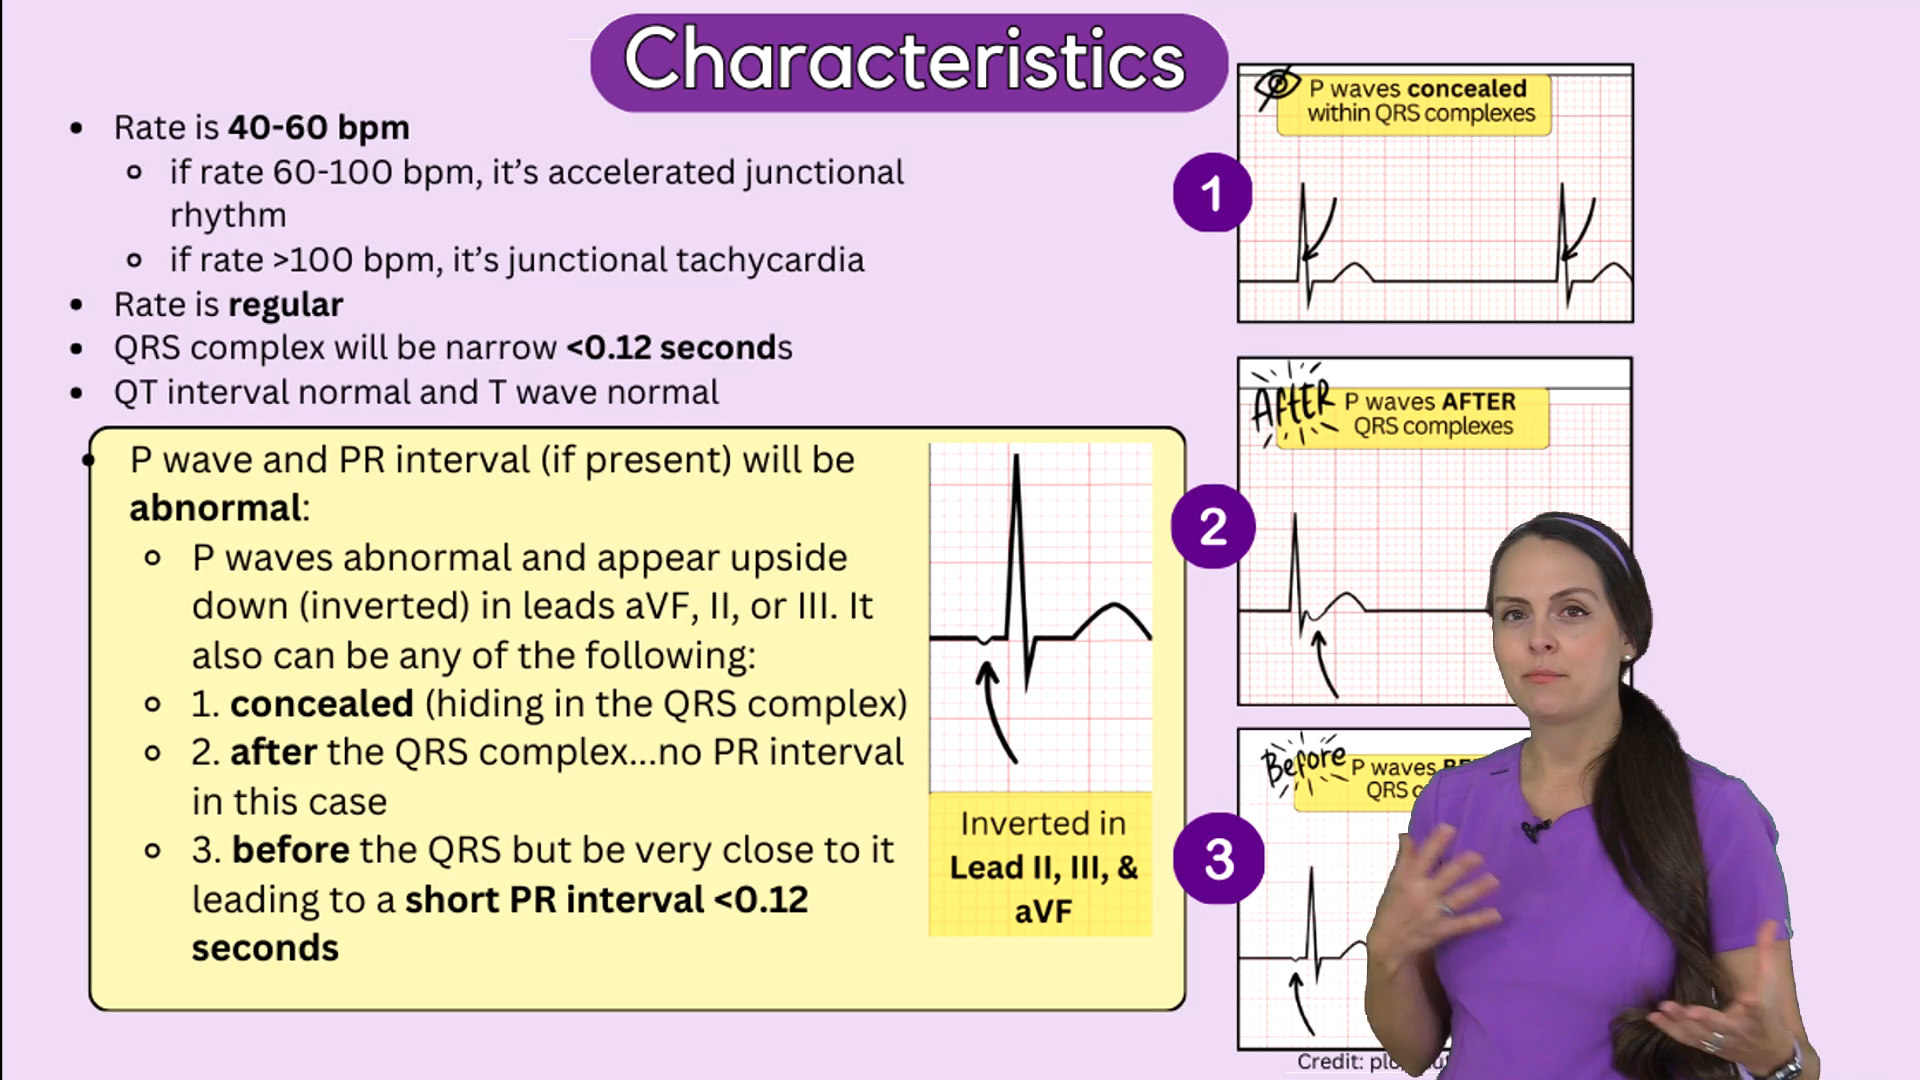 Characteristics
• Rate is 40-60 bpm
◦ if rate 60-100 bpm, it's accelerated junctional
rhythm
◦ if rate >100 bpm, it's junctional tachycardia
• Rate is regular
• QRS complex will be narrow <0.12 seconds
• QT interval normal and T wave normal
• P wave and PR interval (if present) will be
abnormal:
◦ P waves abnormal and appear upside
down (inverted) in leads aVF, II, or III. It
also can be any of the following:
◦ 1. concealed (hiding in the QRS complex)
◦ 2. after the QRS complex...no PR interval
in this case
◦ 3. before the QRS but be very close to it
leading to a short PR interval <0.12
seconds
Inverted in
Lead II, III, &
aVF
1
P waves concealed
within QRS complexes
2
AFTER
P waves AFTER
QRS complexes
3
Before
P waves
QRS
Credit: